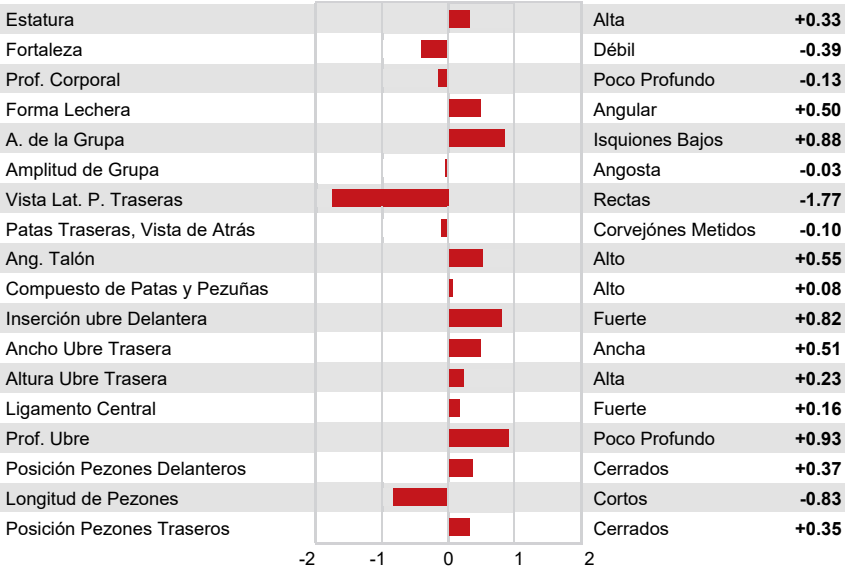 Estatura Alta +0.33
Fortaleza Débil -0.39
Prof. Corporal Poco Profundo -0.13
Forma Lechera Angular +0.50
A. de la Grupa Isquiones Bajos +0.88
Amplitud de Grupa Angosta -0.03
Vista Lat. P. Traseras Rectas -1.77
Patas Traseras, Vista de Atrás Corvejónes Metidos -0.10
Ang. Talón Alto +0.55
Compuesto de Patas y Pezuñas Alto +0.08
Inserción ubre Delantera Fuerte +0.82
Ancho Ubre Trasera Ancha +0.51
Altura Ubre Trasera Alta +0.23
Ligamento Central Fuerte +0.16
Prof. Ubre Poco Profundo +0.93
Posición Pezones Delanteros Cerrados +0.37
Longitud de Pezones Cortos -0.83
Posición Pezones Traseros Cerrados +0.35
-2 -1 0 1 2